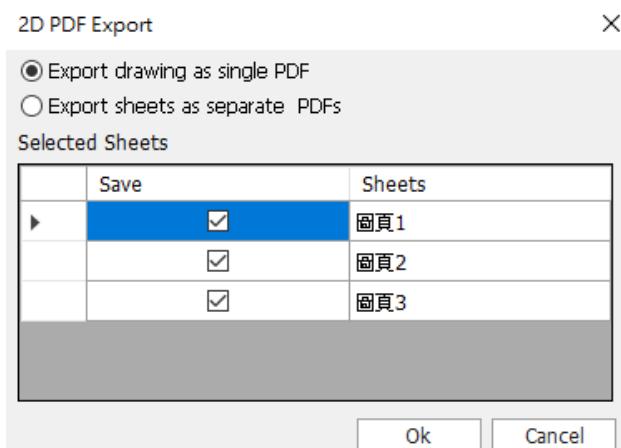 2D PDF Export
Export drawing as single PDF
Export sheets as separate PDFs
Selected Sheets
Save Sheets
圖頁1
圖頁2
圖頁3
Ok Cancel